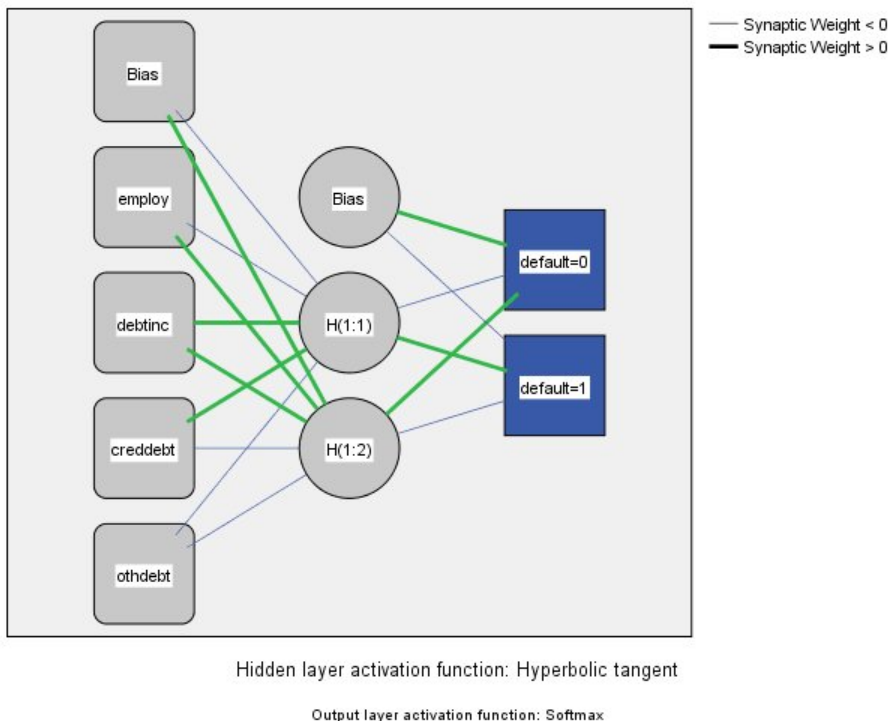 Synaptic Weight < 0
Synaptic Weight > 0
Bias
employ
debtinc
creddebt
othdebt
Bias
H(1:1)
H(1:2)
default=0
default=1
Hidden layer activation function: Hyperbolic tangent
Output layer activation function: Softmax